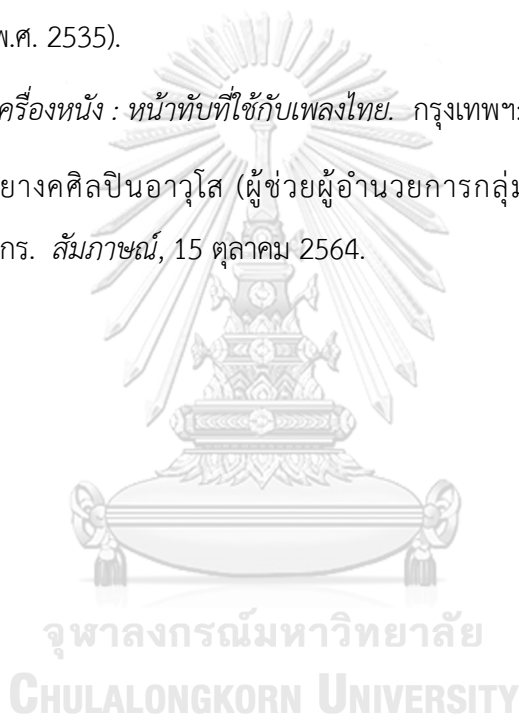 พ.ศ. 2535).
ครื่องหนัง : หน้าทับที่ใช้กับเพลงไทย. กรุงเทพฯ:
ยางคศิลปินอาวุโส (ผู้ช่วยผู้อำนวยการกลุ่ม
กร. สัมภาษณ์, 15 ตุลาคม 2564.
จุฬาลงกรณ์มหาวิทยาลัย
CHULALONGKORN UNIVERSITY